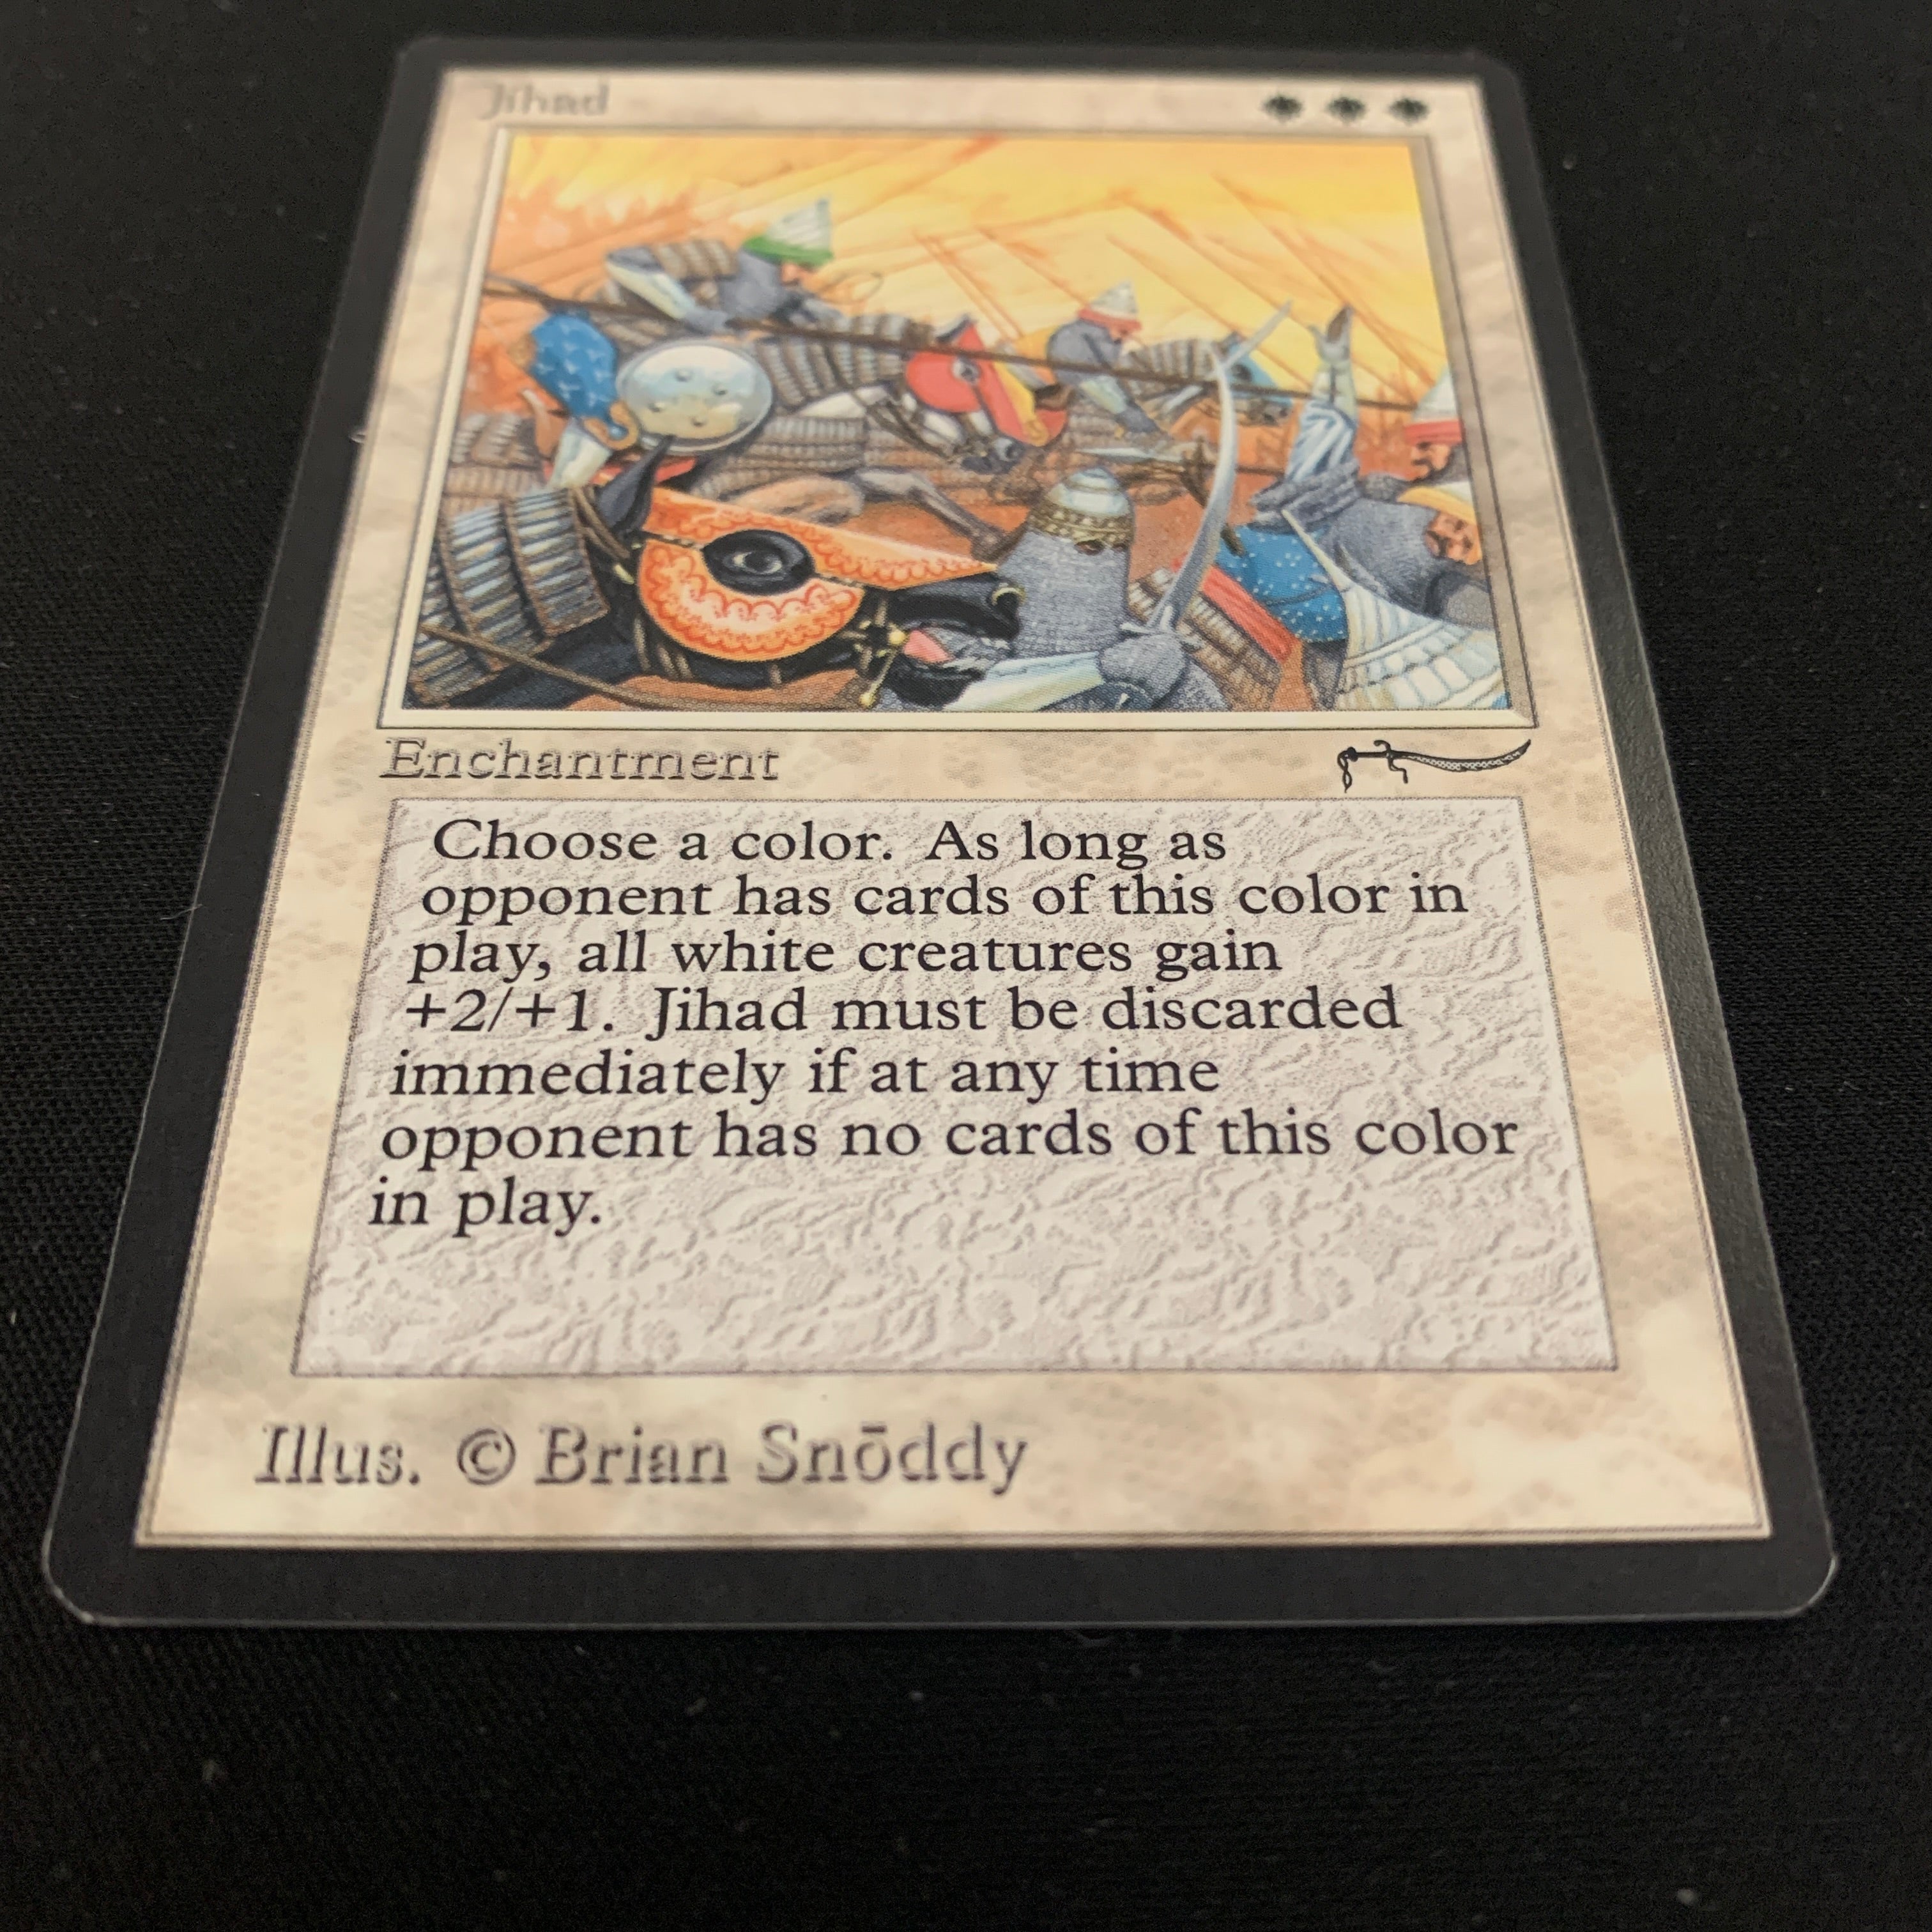 Jihad
Enchantment
Choose a color. As long as
opponent has cards of this color in
play, all white creatures gain
+2/+1. Jihad must be discarded
immediately if at any time
opponent has no cards of this color
in play.
Illus. © Brian Snōddy